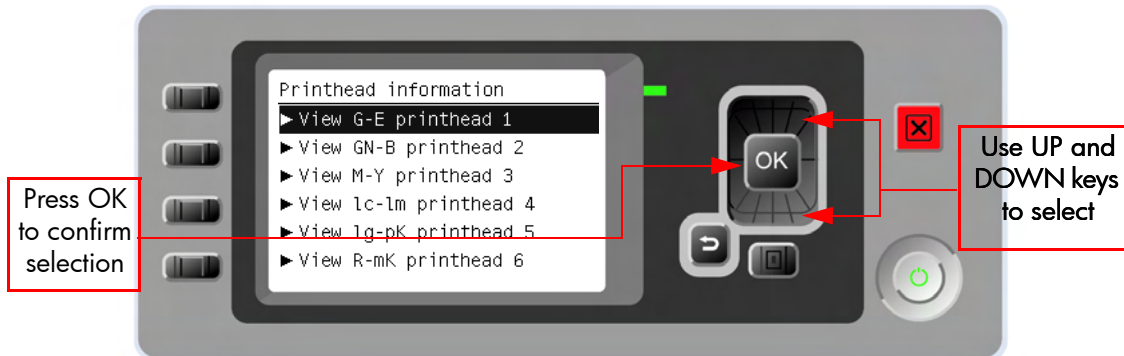 Printhead information
View G-E printhead 1
View GN-B printhead 2
View M-Y printhead 3
View lc-lm printhead 4
View lg-pK printhead 5
View R-mK printhead 6
OK
Press OK
to confirm
selection
Use UP and
DOWN keys
to select